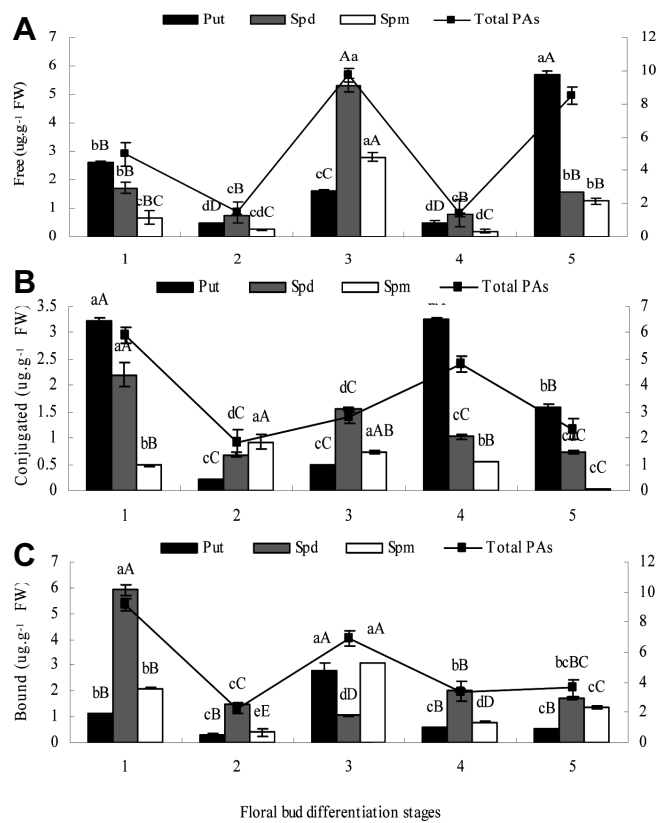 A
Put Spd Spm Total PAs
7 12
6 10
5 8
4 6
3 4
2 2
1 0
0
Free (ug.g-1 FW)
bB bB cBC dD cB cdC cC Aa aA dD cB dC aA bB bB
1 2 3 4 5
B
Put Spd Spm Total PAs
3.5 7
3 6
2.5 5
2 4
1.5 3
1 2
0.5 1
0 0
Conjugated (ug.g-1 FW)
aA aA bB cC dC aA cC dC aAB cC bB bB cC
1 2 3 4 5
C
Put Spd Spm Total PAs
7 12
6 10
5 8
4 6
3 4
2 2
1 0
0
Bound (ug.g-1 FW)
bB aA bB cB cC eE aA dD aA cB bB dD cB bcBC cC
1 2 3 4 5
Floral bud differentiation stages